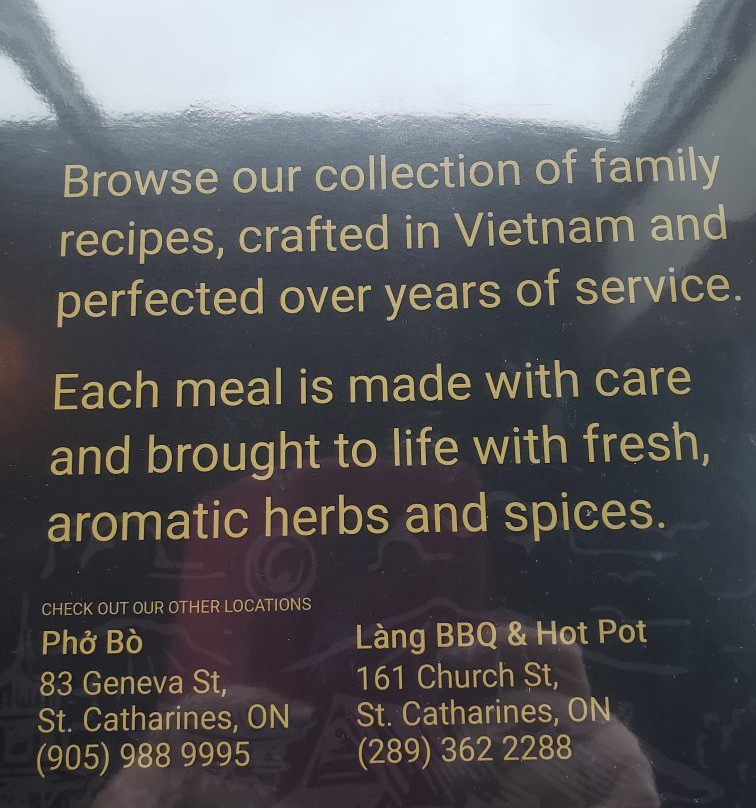 Browse our collection of family
recipes, crafted in Vietnam and
perfected over years of service.
Each meal is made with care
and brought to life with fresh,
aromatic herbs and spices.
CHECK OUT OUR OTHER LOCATIONS
Phở Bò
83 Geneva St,
St. Catharines, ON
(905) 988 9995
Làng BBQ & Hot Pot
161 Church St,
St. Catharines, ON
(289) 362 2288